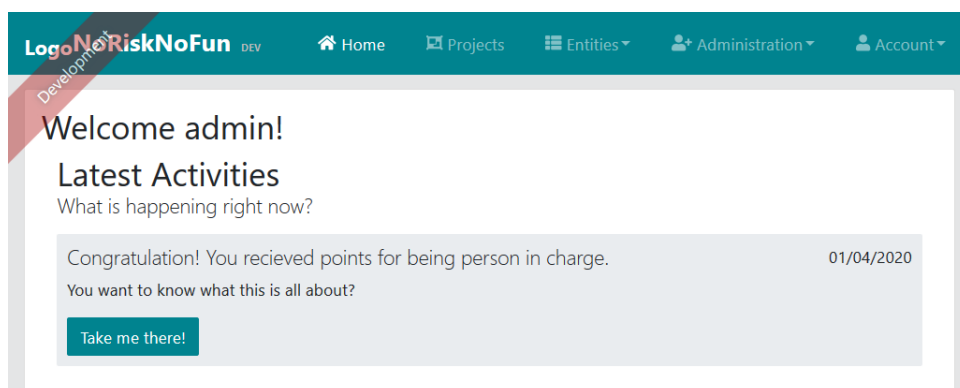 Development
Logo NoRiskNoFun DEV Home Projects Entities Administration Account
Welcome admin!
Latest Activities
What is happening right now?
Congratulation! You recieved points for being person in charge. 01/04/2020
You want to know what this is all about?
Take me there!